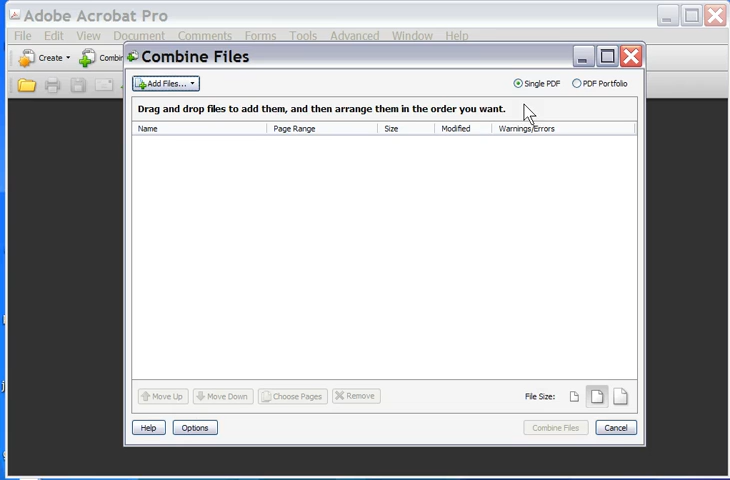 Adobe Acrobat Pro
File Edit View Document Comments Forms Tools Advanced Window Help
Create
Combine Files
Add Files...
Single PDF PDF Portfolio
Drag and drop files to add them, and then arrange them in the order you want.
Name Page Range Size Modified Warnings/Errors
Move Up Move Down Choose Pages Remove File Size:
Help Options Combine Files Cancel